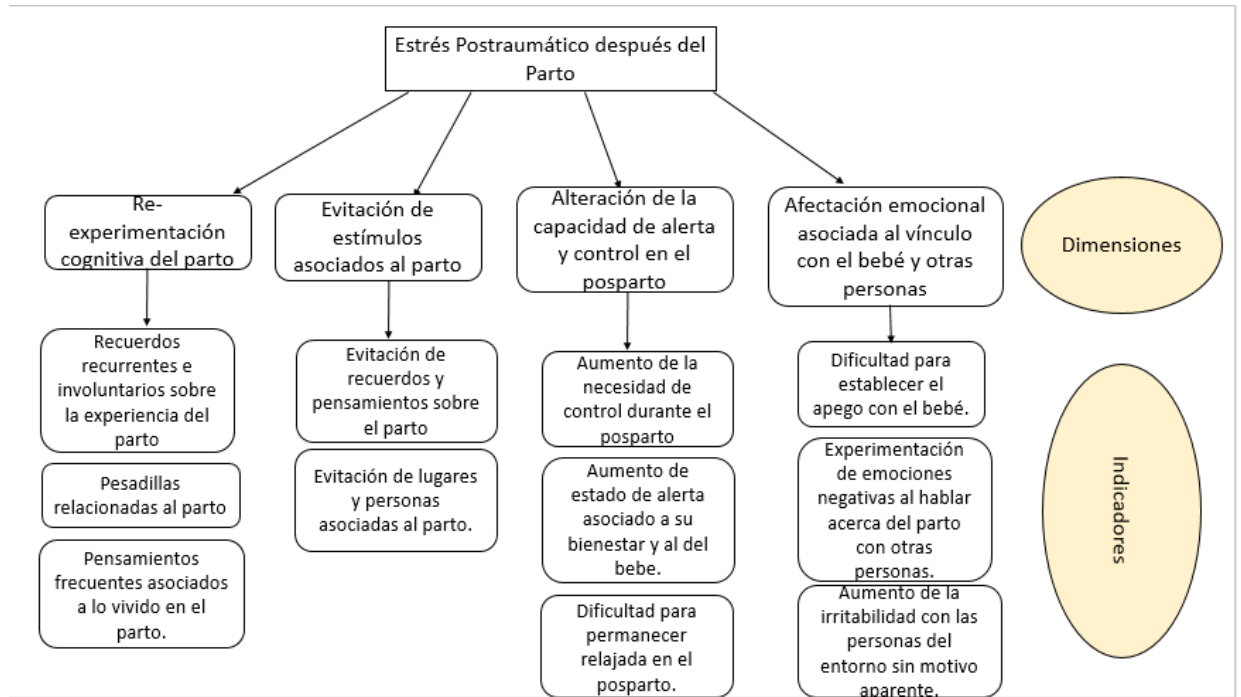 Estrés Postraumático después del
Parto
Re-
experimentación
cognitiva del parto
Evitación de
estímulos
asociados al parto
Alteración de la
capacidad de alerta
y control en el
posparto
Afectación emocional
asociada al vínculo
con el bebé y otras
personas
Dimensiones
Recuerdos
recurrentes e
involuntarios sobre
la experiencia del
parto
Pesadillas
relacionadas al parto
Pensamientos
frecuentes asociados
a lo vivido en el
parto.
Evitación de
recuerdos y
pensamientos sobre
el parto
Evitación de lugares
y personas
asociadas al parto.
Aumento de la
necesidad de
control durante el
posparto
Aumento de
estado de alerta
asociado a su
bienestar y al del
bebe.
Dificultad para
permanecer
relajada en el
posparto.
Dificultad para
establecer el
apego con el bebé.
Experimentación
de emociones
negativas al hablar
acerca del parto
con otras
personas.
Aumento de la
irritabilidad con las
personas del
entorno sin motivo
aparente.
Indicadores